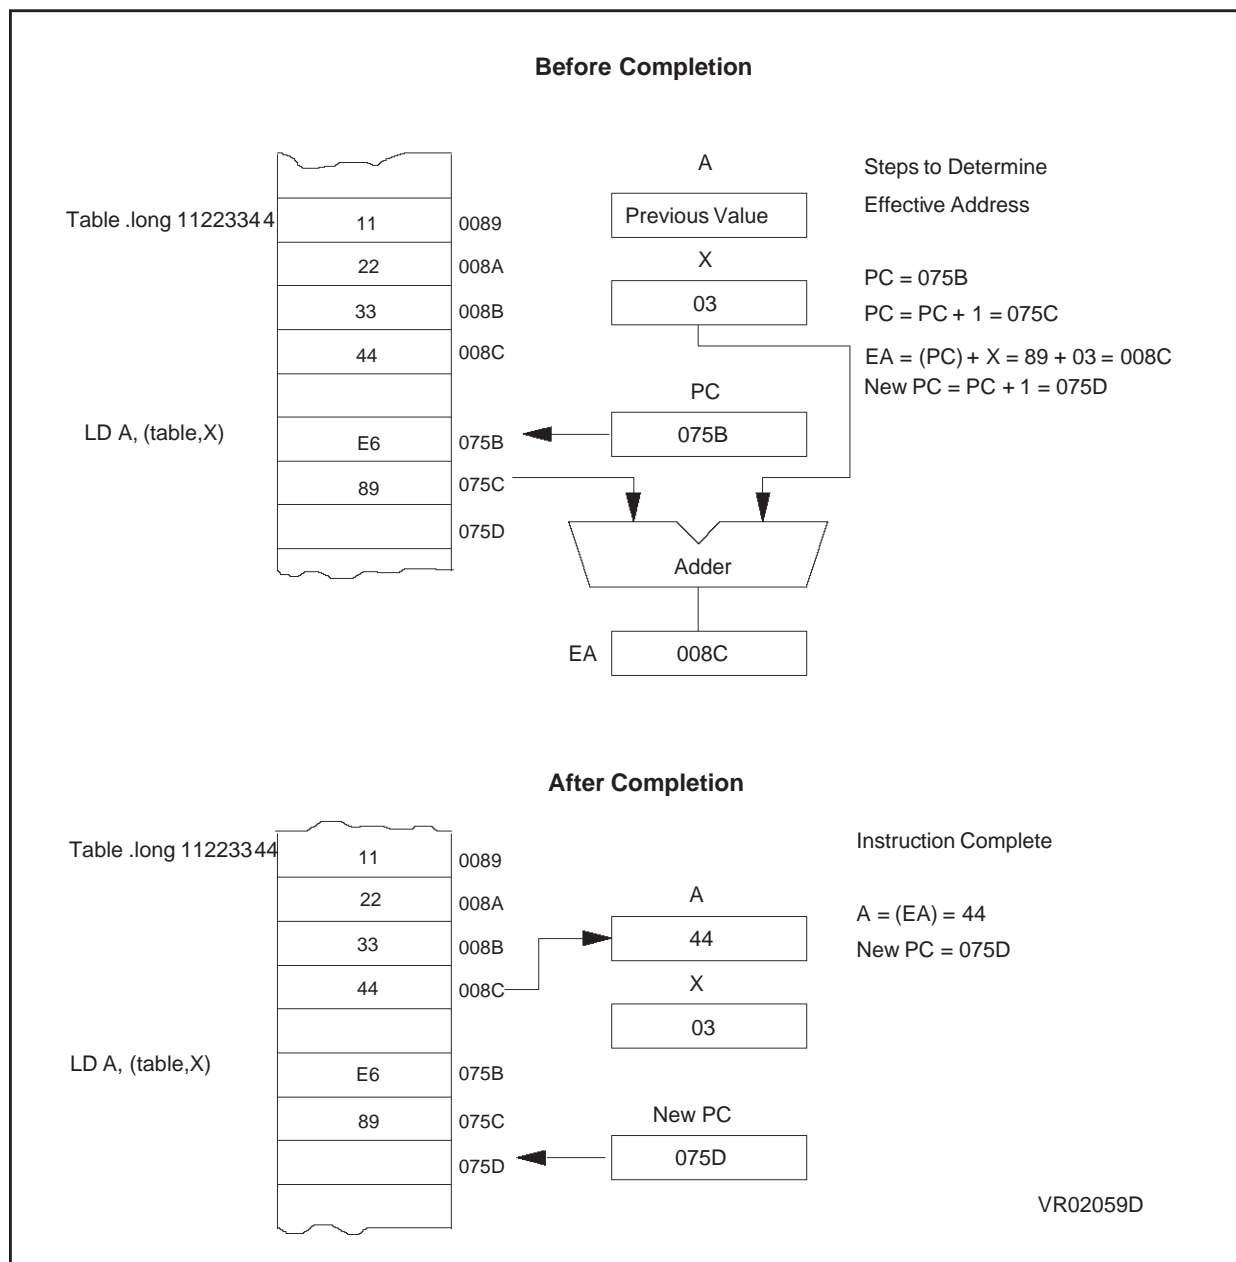 Before Completion
A
Steps to Determine
Effective Address
Table .long 11223344
11
0089
Previous Value
22
008A
X
PC = 075B
33
008B
03
PC = PC + 1 = 075C
44
008C
EA = (PC) + X = 89 + 03 = 008C
New PC = PC + 1 = 075D
PC
LD A, (table,X)
E6
075B
075B
89
075C
075D
Adder
EA
008C
After Completion
Table .long 11223344
11
0089
Instruction Complete
22
008A
A
A = (EA) = 44
33
008B
44
New PC = 075D
44
008C
X
03
LD A, (table,X)
E6
075B
89
075C
New PC
075D
075D
VR02059D